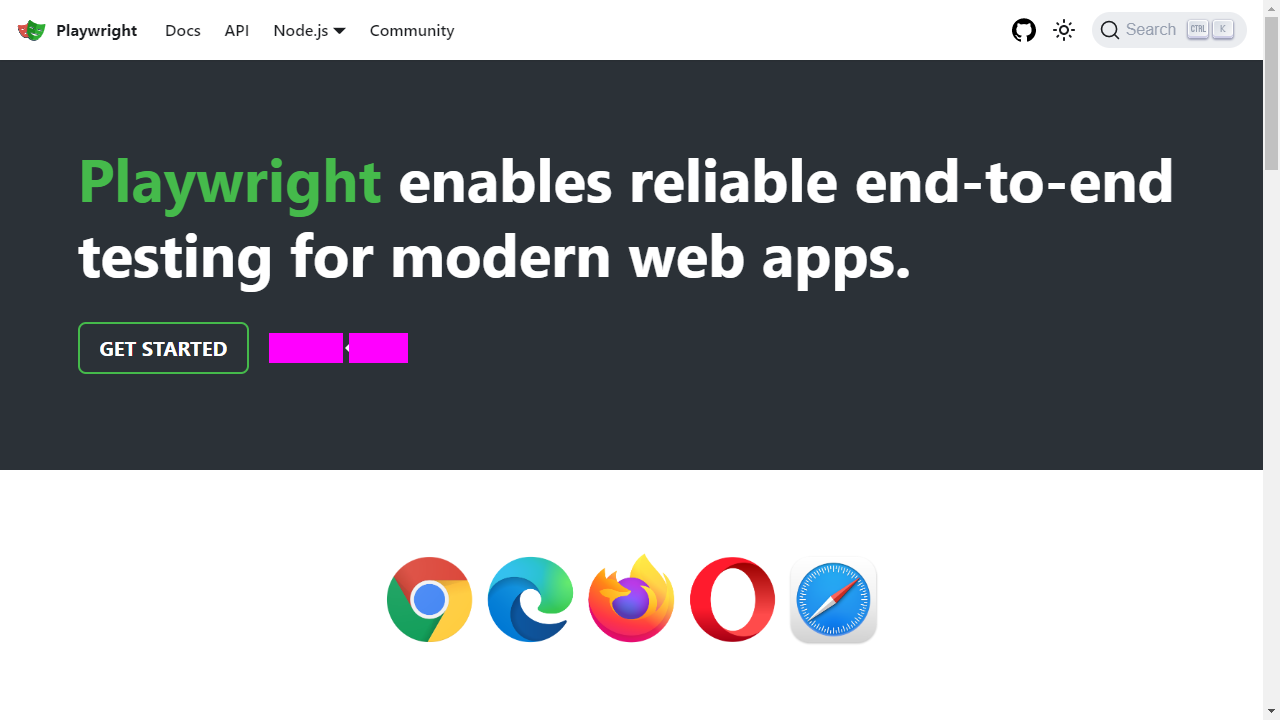 Playwright Docs API Node.js Community Search CTRL K
Playwright enables reliable end-to-end
testing for modern web apps.
GET STARTED